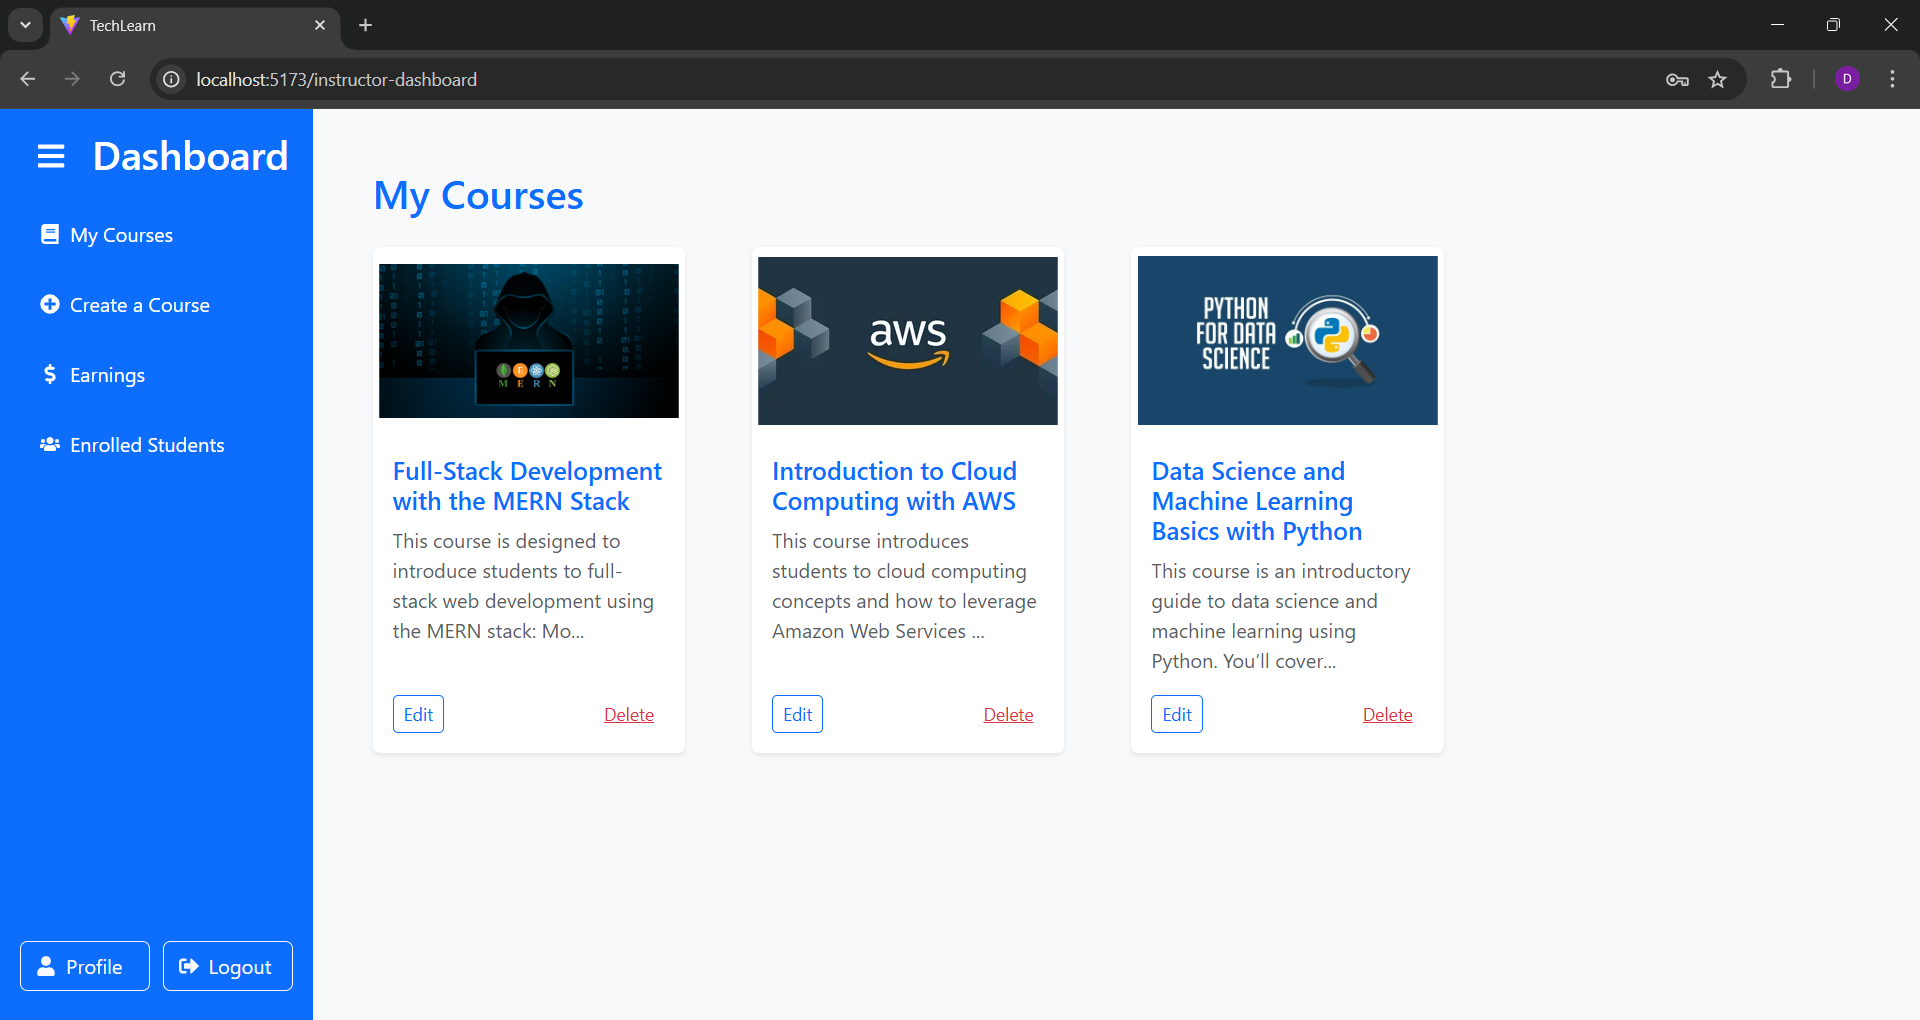 TechLearn
localhost:5173/instructor-dashboard
D
Dashboard
My Courses
Create a Course
Earnings
Enrolled Students
Profile
Logout
My Courses
M E R N
Full-Stack Development
with the MERN Stack
This course is designed to
introduce students to full-
stack web development using
the MERN stack: Mo...
Edit
Delete
aws
Introduction to Cloud
Computing with AWS
This course introduces
students to cloud computing
concepts and how to leverage
Amazon Web Services ...
Edit
Delete
PYTHON
FOR DATA
SCIENCE
Data Science and
Machine Learning
Basics with Python
This course is an introductory
guide to data science and
machine learning using
Python. You'll cover...
Edit
Delete